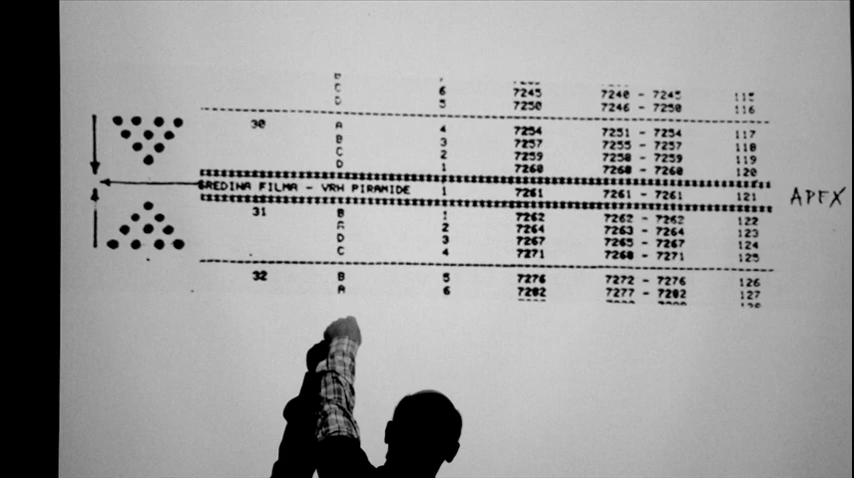 C 6 7245 7240 - 7245 115
D 5 7250 7246 - 7250 116
30 A 4 7254 7251 - 7254 117
B 3 7257 7255 - 7257 118
C 2 7259 7258 - 7259 119
D 1 7260 7260 - 7260 120
SREDINA FILMA - VRH PIRAMIDE 1 7261 7261 - 7261 121 APEX
31 B 1 7262 7262 - 7262 122
A 2 7264 7263 - 7264 123
D 3 7267 7265 - 7267 124
C 4 7271 7268 - 7271 125
32 B 5 7276 7272 - 7276 126
A 6 7282 7277 - 7282 127